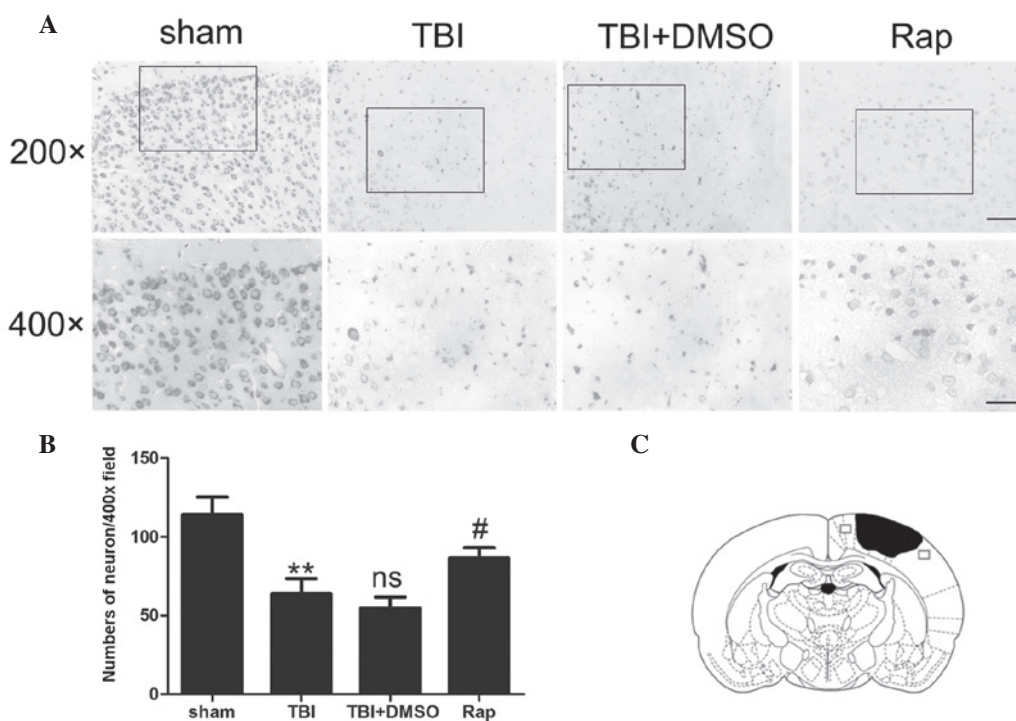 A
sham TBI TBI+DMSO Rap
200×
400×
B
Numbers of neuron/400x field
150
100
50
0
** ns #
sham TBI TBI+DMSO Rap
C